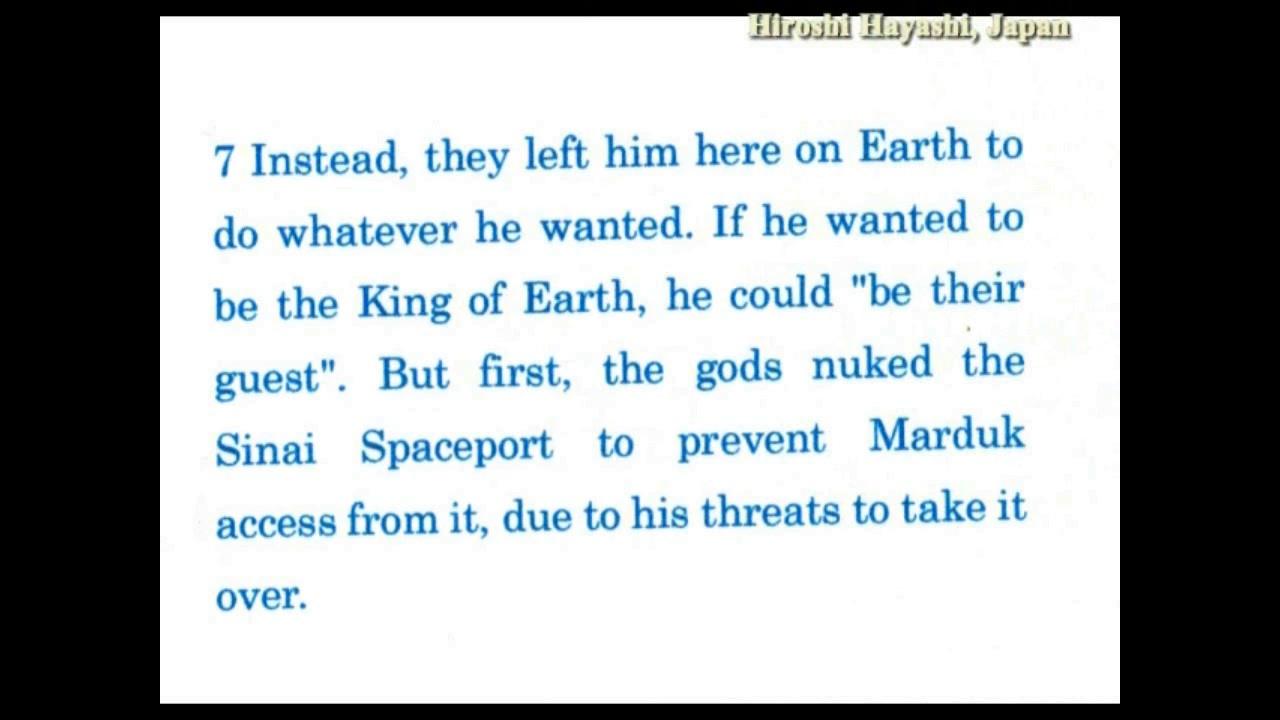 Hiroshi Hayashi, Japan
7 Instead, they left him here on Earth to
do whatever he wanted. If he wanted to
be the King of Earth, he could "be their
guest". But first, the gods nuked the
Sinai Spaceport to prevent Marduk
access from it, due to his threats to take it
over.